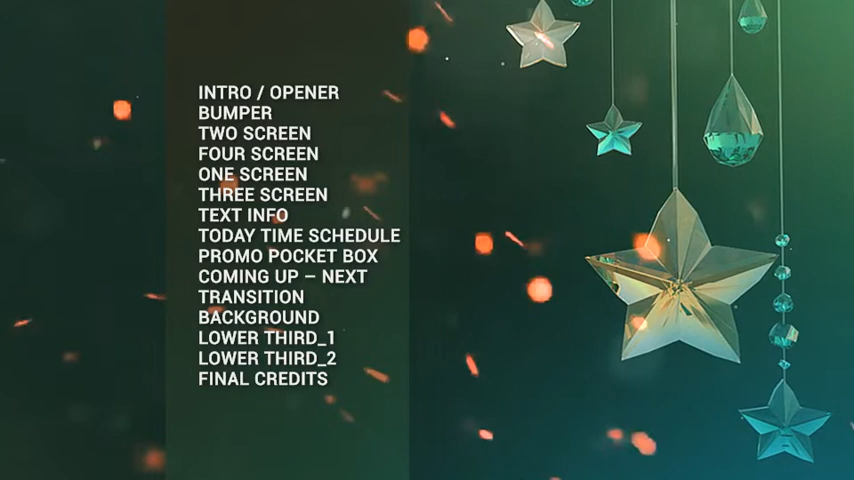 INTRO / OPENER
BUMPER
TWO SCREEN
FOUR SCREEN
ONE SCREEN
THREE SCREEN
TEXT INFO
TODAY TIME SCHEDULE
PROMO POCKET BOX
COMING UP – NEXT
TRANSITION
BACKGROUND
LOWER THIRD_1
LOWER THIRD_2
FINAL CREDITS